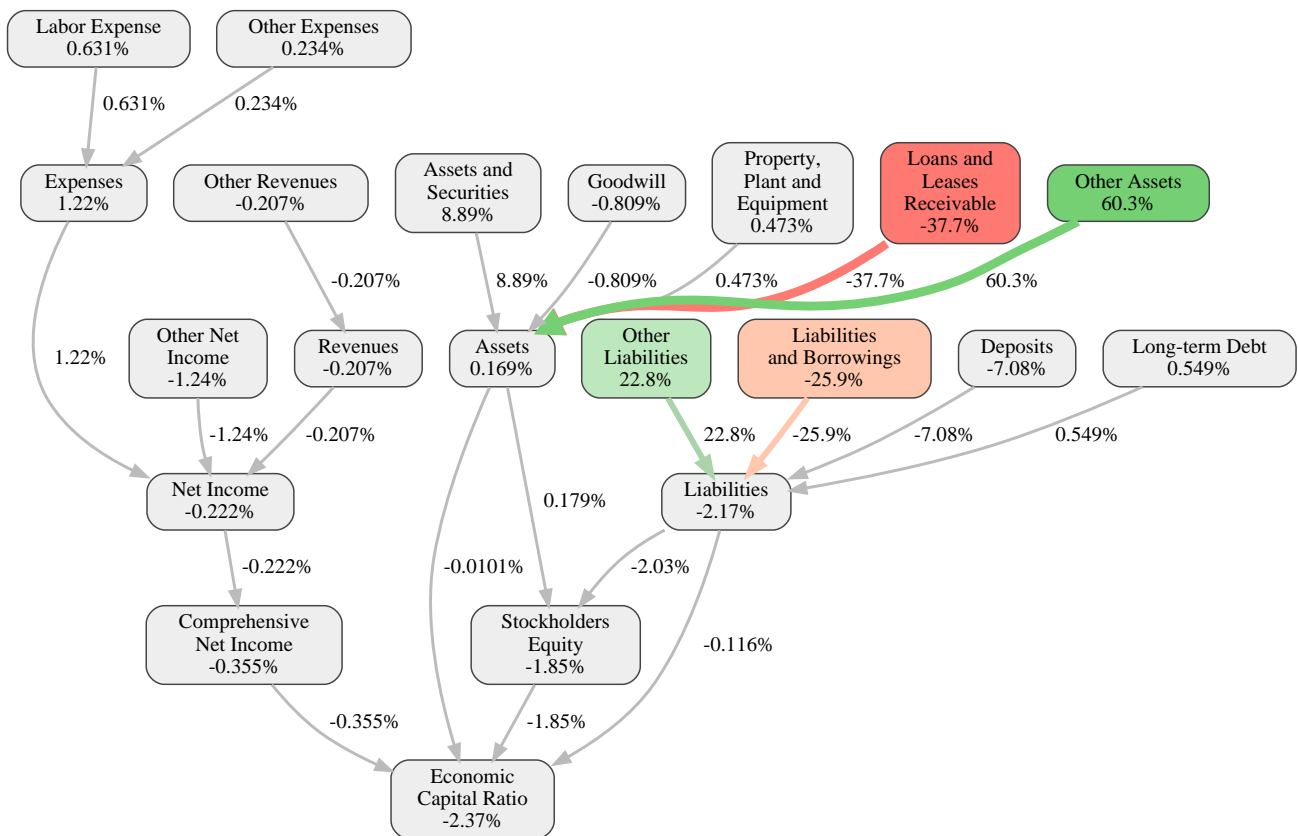 Labor Expense
0.631%
Other Expenses
0.234%
0.631%
0.234%
Expenses
1.22%
Other Revenues
-0.207%
Assets and
Securities
8.89%
Goodwill
-0.809%
Property,
Plant and
Equipment
0.473%
Loans and
Leases
Receivable
-37.7%
Other Assets
60.3%
-0.207%
8.89%
-0.809%
0.473%
-37.7%
60.3%
1.22%
Other Net
Income
-1.24%
Revenues
-0.207%
Assets
0.169%
Other
Liabilities
22.8%
Liabilities
and Borrowings
-25.9%
Deposits
-7.08%
Long-term Debt
0.549%
-1.24%
-0.207%
22.8%
-25.9%
-7.08%
0.549%
Net Income
-0.222%
0.179%
Liabilities
-2.17%
-0.222%
-0.0101%
-2.03%
Comprehensive
Net Income
-0.355%
Stockholders
Equity
-1.85%
-0.116%
-0.355%
-1.85%
Economic
Capital Ratio
-2.37%